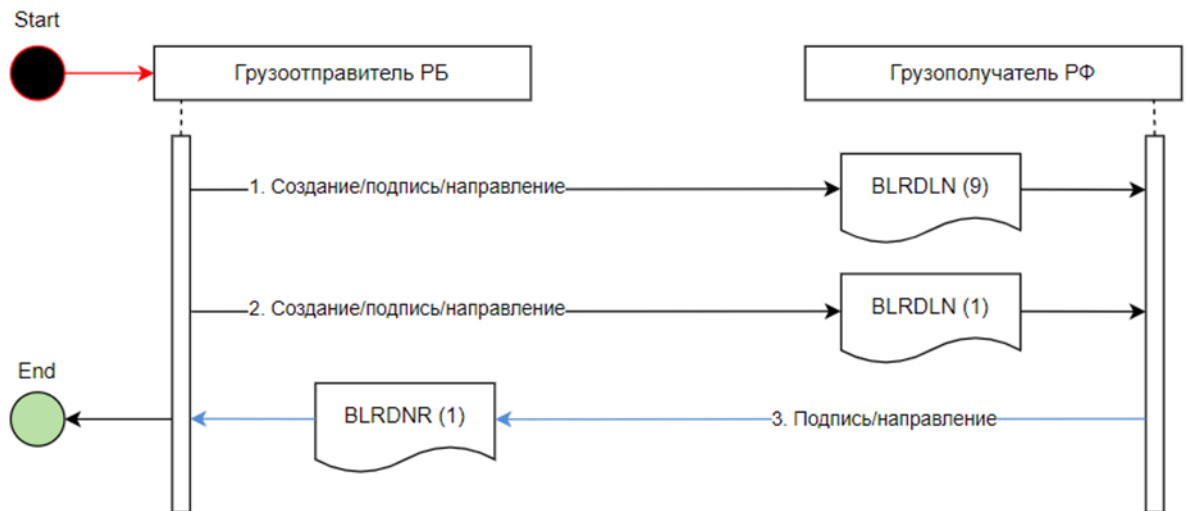 Start
Грузоотправитель РБ
Грузополучатель РФ
1. Создание/подпись/направление
BLRDLN (9)
2. Создание/подпись/направление
BLRDLN (1)
End
BLRDNR (1)
3. Подпись/направление